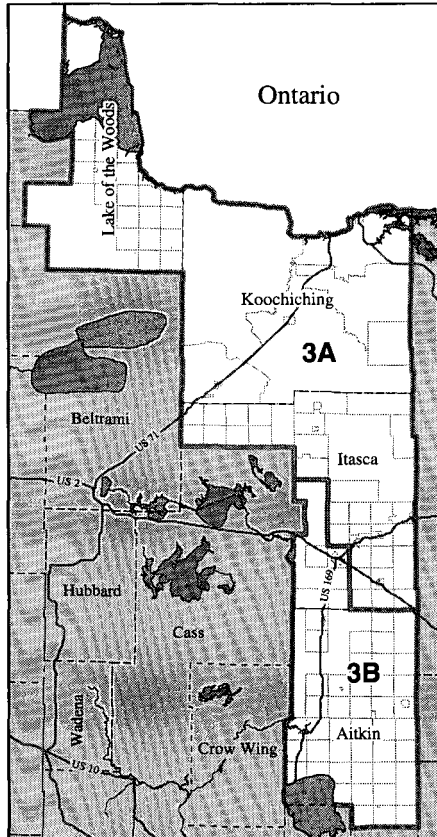 Ontario
Lake of the Woods
Koochiching
3A
Beltrami
US 71
Itasca
US 2
US 169
Hubbard
Cass
3B
Wadena
Aitkin
Crow Wing
US 10